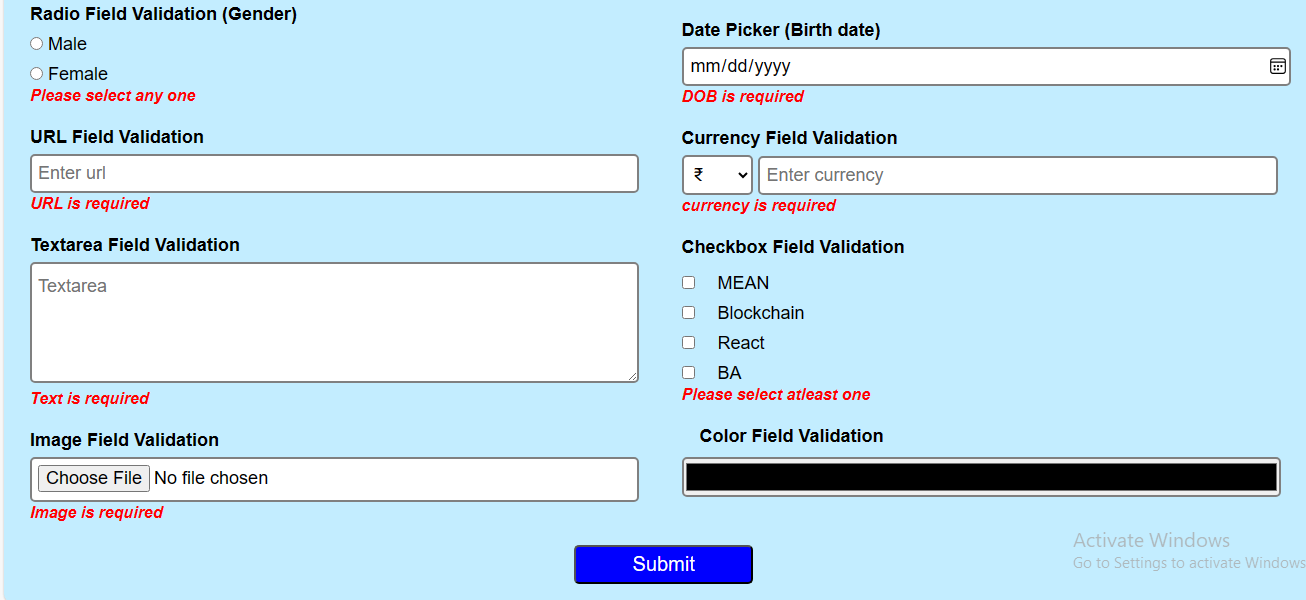 Radio Field Validation (Gender)
Male
Female
Please select any one
Date Picker (Birth date)
mm/dd/yyyy
DOB is required
URL Field Validation
Enter url
URL is required
Currency Field Validation
₹
Enter currency
currency is required
Textarea Field Validation
Textarea
Text is required
Checkbox Field Validation
MEAN
Blockchain
React
BA
Please select atleast one
Image Field Validation
Choose File No file chosen
Image is required
Color Field Validation
Submit
Activate Windows
Go to Settings to activate Windows